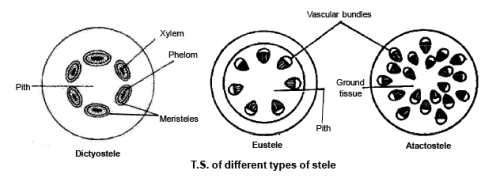 Xylem
Phelom
Pith
Meristeles
Dictyostele
Vascular bundles
Pith
Eustele
Ground
tissue
Atactostele
T.S. of different types of stele